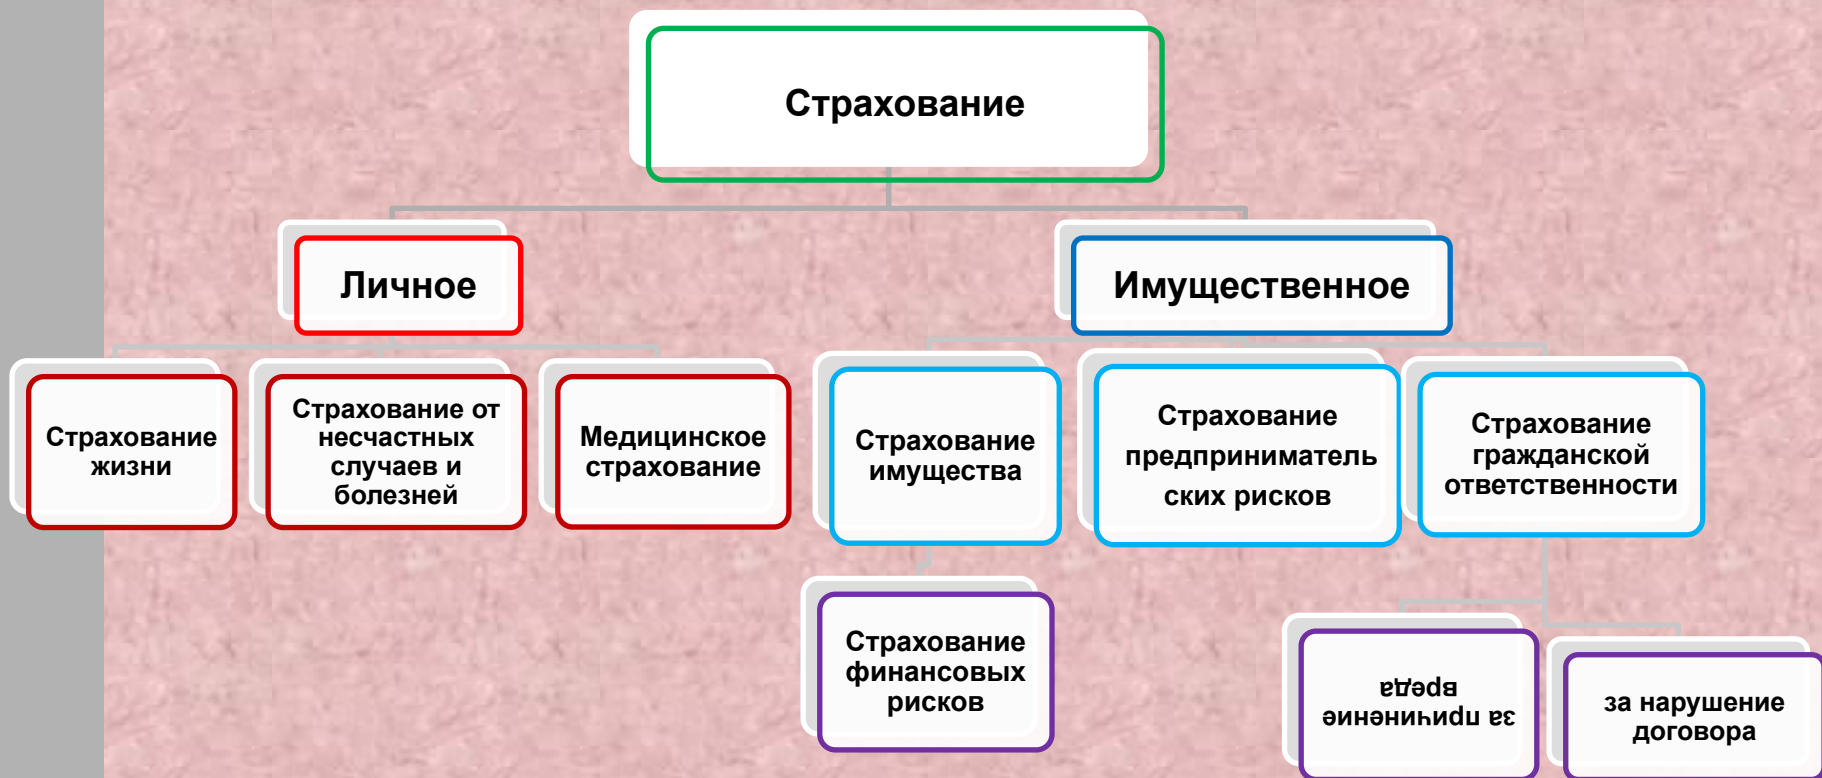 Страхование
Личное
Имущественное
Страхование
жизни
Страхование от
несчастных
случаев и
болезней
Медицинское
страхование
Страхование
имущества
Страхование
предприниматель
ских рисков
Страхование
гражданской
ответственности
Страхование
финансовых
рисков
за причинение
вреда
за нарушение
договора